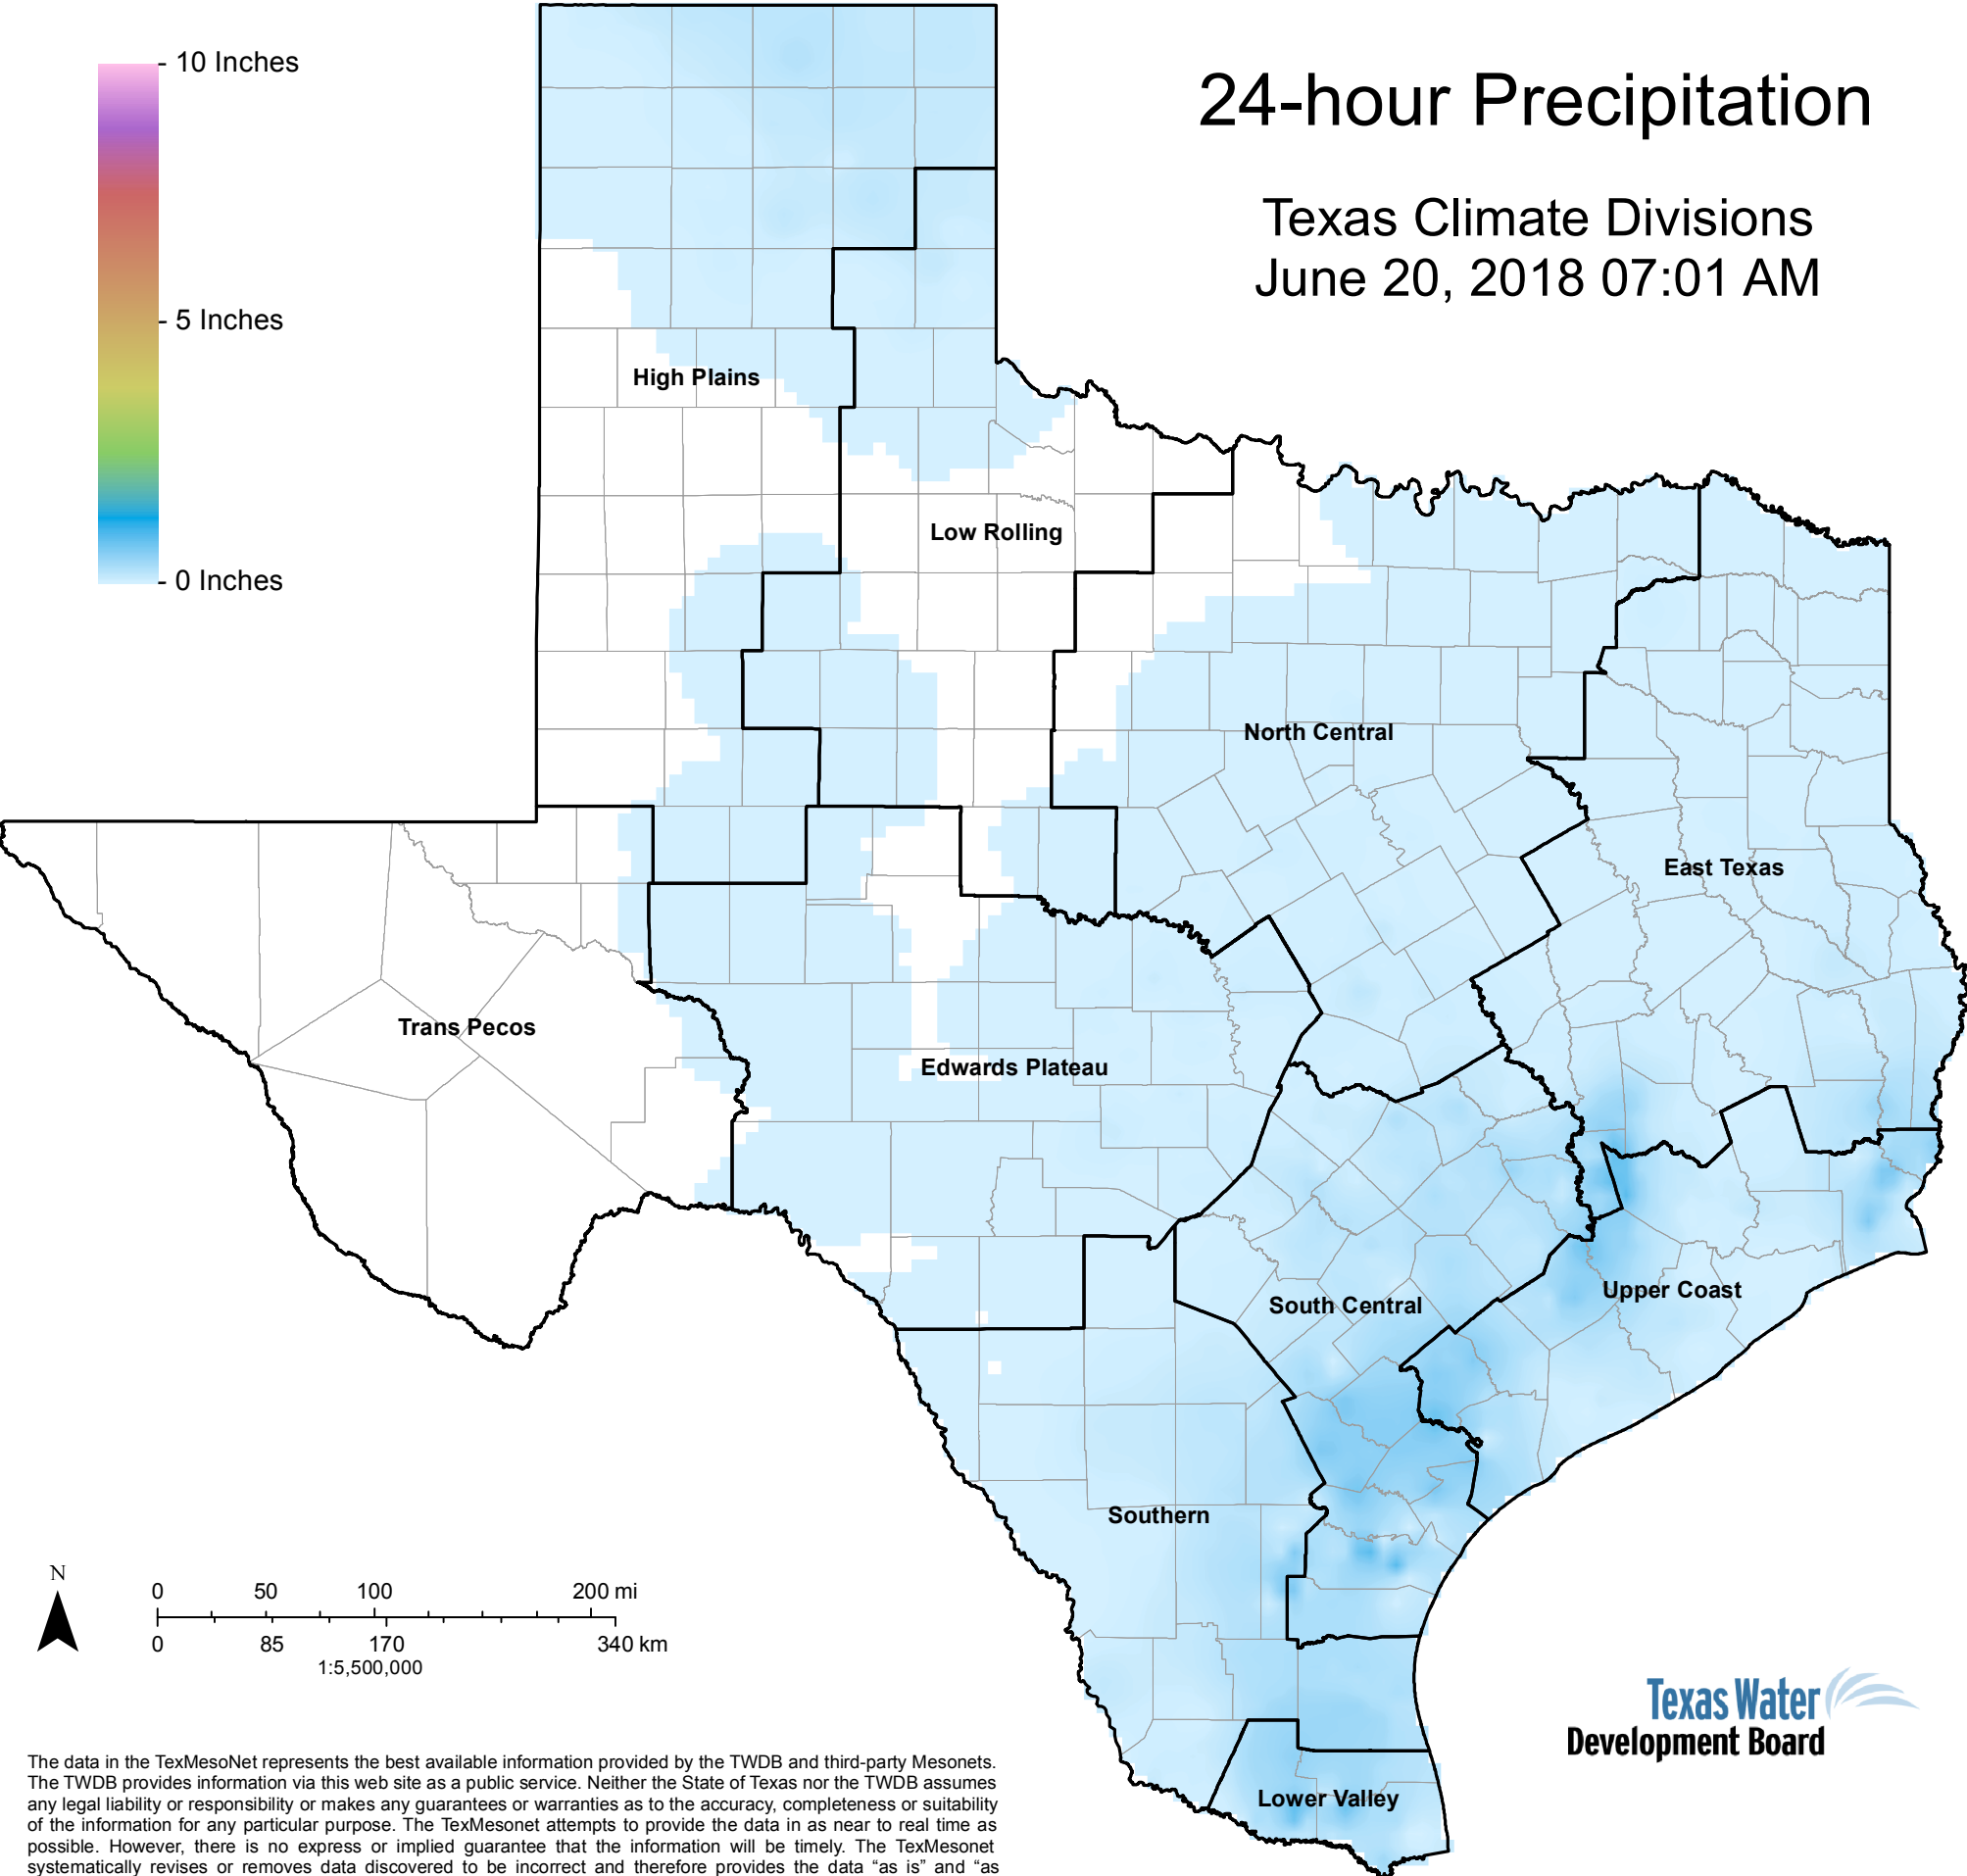 10 Inches
5 Inches
0 Inches
24-hour Precipitation
Texas Climate Divisions
June 20, 2018 07:01 AM
High Plains
Low Rolling
North Central
East Texas
Trans Pecos
Edwards Plateau
South Central
Upper Coast
Southern
Lower Valley
N
0 50 100 200 mi
0 85 170 340 km
1:5,500,000
Texas Water
Development Board
The data in the TexMesoNet represents the best available information provided by the TWDB and third-party Mesonets.
The TWDB provides information via this web site as a public service. Neither the State of Texas nor the TWDB assumes
any legal liability or responsibility or makes any guarantees or warranties as to the accuracy, completeness or suitability
of the information for any particular purpose. The TexMesonet attempts to provide the data in as near to real time as
possible. However, there is no express or implied guarantee that the information will be timely. The TexMesonet
systematically revises or removes data discovered to be incorrect and therefore provides the data “as is” and “as